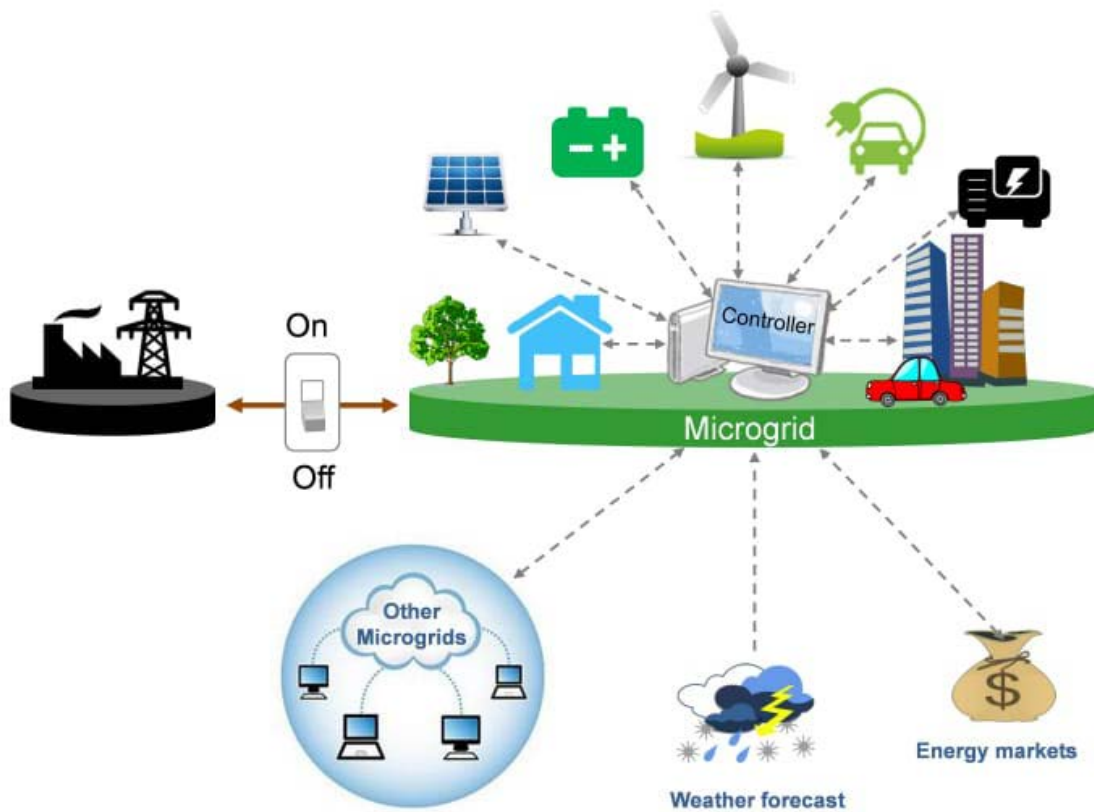 Controller
On
Off
Microgrid
Other
Microgrids
Weather forecast
$
Energy markets